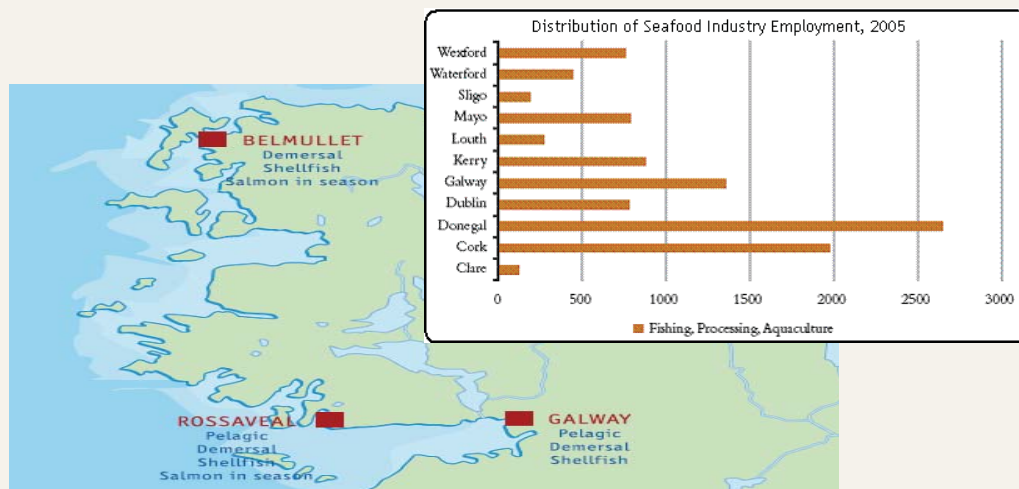 Distribution of Seafood Industry Employment, 2005
Wexford
Waterford
Sligo
Mayo
Louth
Kerry
Galway
Dublin
Donegal
Cork
Clare
0 500 1000 1500 2000 2500 3000
Fishing, Processing, Aquaculture
BELMULLET
Demersal
Shellfish
Salmon in season
ROSSAVEAL
Pelagic
Demersal
Shellfish
Salmon in season
GALWAY
Pelagic
Demersal
Shellfish